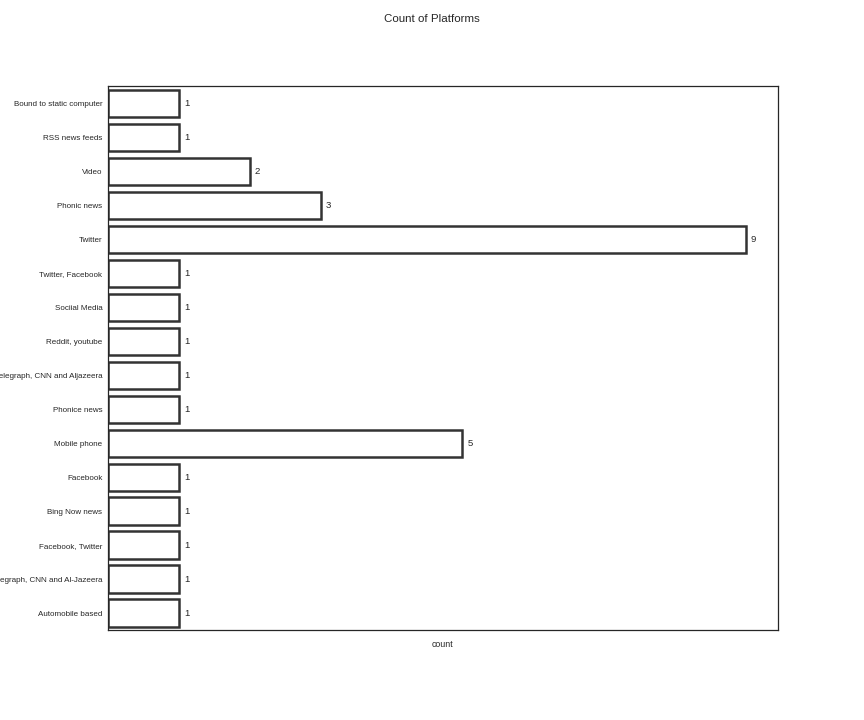 Count of Platforms
Bound to static computer 1
RSS news feeds 1
Video 2
Phonic news 3
Twitter 9
Twitter, Facebook 1
Sociial Media 1
Reddit, youtube 1
elegraph, CNN and Aljazeera 1
Phonice news 1
Mobile phone 5
Facebook 1
Bing Now news 1
Facebook, Twitter 1
egraph, CNN and Al-Jazeera 1
Automobile based 1
count